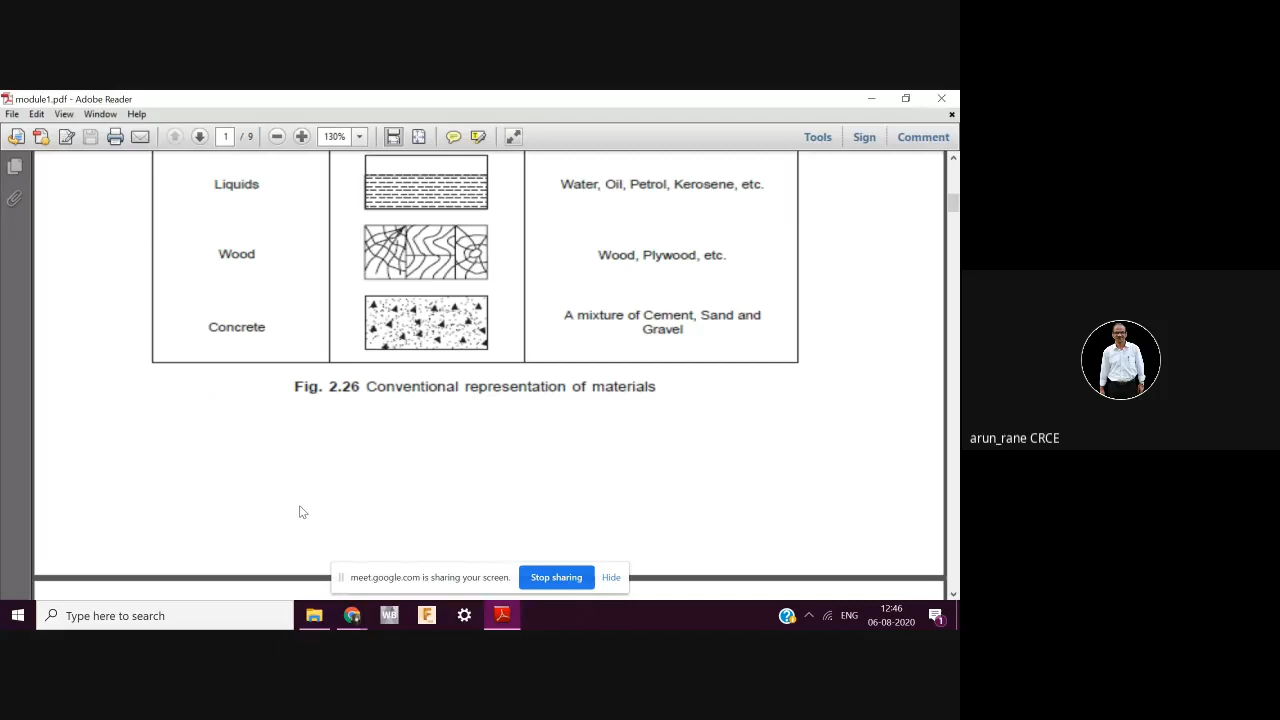 module1.pdf - Adobe Reader
File Edit View Window Help
1 / 9 130% Tools Sign Comment
Liquids Water, Oil, Petrol, Kerosene, etc.
Wood Wood, Plywood, etc.
Concrete A mixture of Cement, Sand and
Gravel
Fig. 2.26 Conventional representation of materials
arun_rane CRCE
meet.google.com is sharing your screen. Stop sharing Hide
Type here to search WB F ENG 12:46
06-08-2020 1